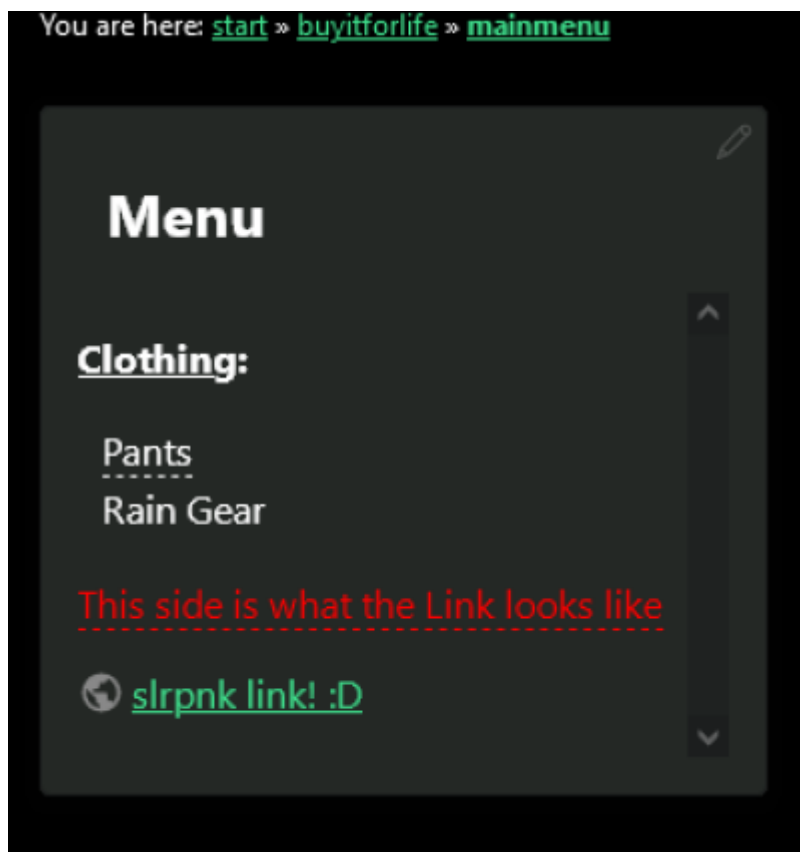 You are here: start » buyitforlife » mainmenu
Menu
Clothing:
Pants
Rain Gear
This side is what the Link looks like
slrpnk link! :D